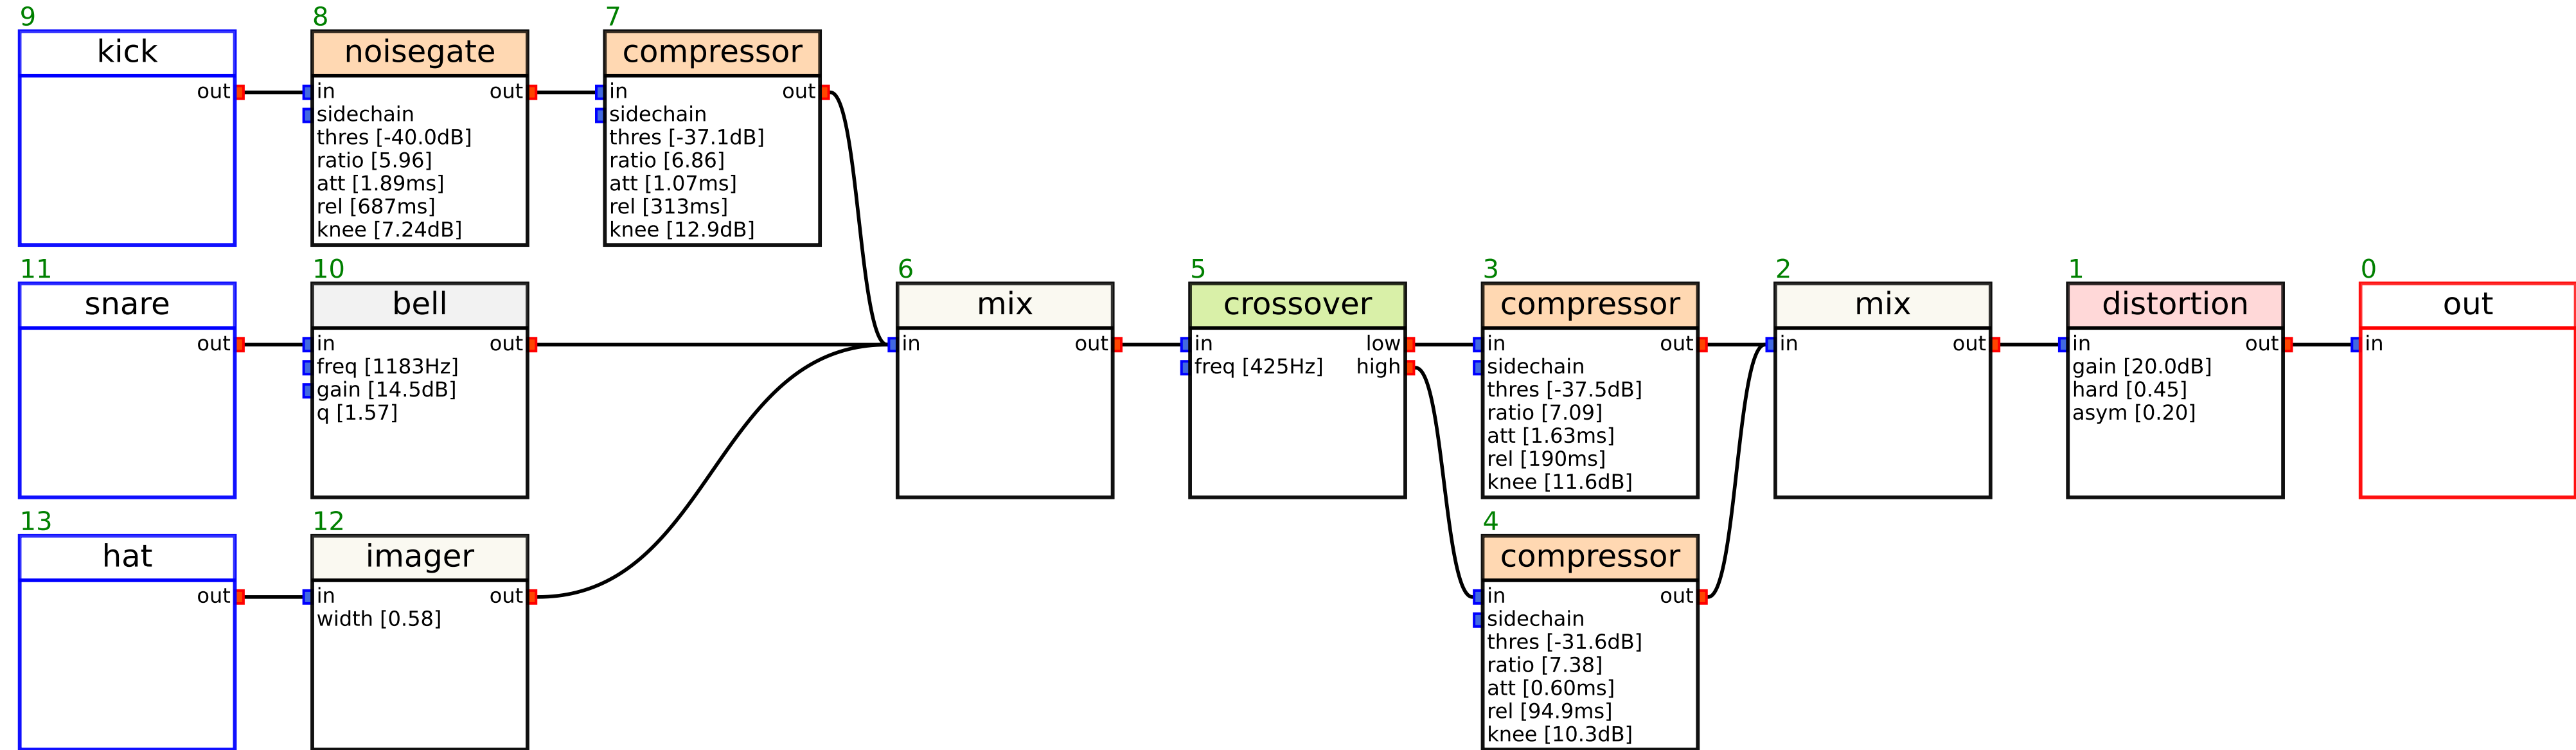 9
kick
out
8
noisegate
in out
sidechain
thres [-40.0dB]
ratio [5.96]
att [1.89ms]
rel [687ms]
knee [7.24dB]
7
compressor
in out
sidechain
thres [-37.1dB]
ratio [6.86]
att [1.07ms]
rel [313ms]
knee [12.9dB]
11
snare
out
10
bell
in out
freq [1183Hz]
gain [14.5dB]
q [1.57]
6
mix
in out
5
crossover
in low
freq [425Hz] high
3
compressor
in out
sidechain
thres [-37.5dB]
ratio [7.09]
att [1.63ms]
rel [190ms]
knee [11.6dB]
2
mix
in out
1
distortion
in out
gain [20.0dB]
hard [0.45]
asym [0.20]
0
out
in
13
hat
out
12
imager
in out
width [0.58]
4
compressor
in out
sidechain
thres [-31.6dB]
ratio [7.38]
att [0.60ms]
rel [94.9ms]
knee [10.3dB]